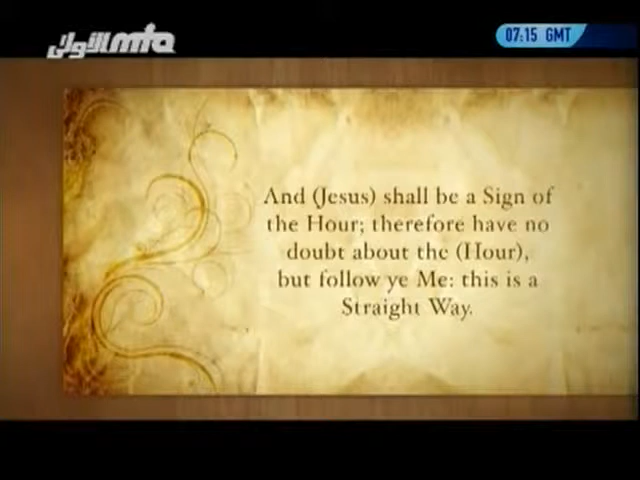 الأولى mta
07:15 GMT
And (Jesus) shall be a Sign of
the Hour; therefore have no
doubt about the (Hour),
but follow ye Me: this is a
Straight Way.